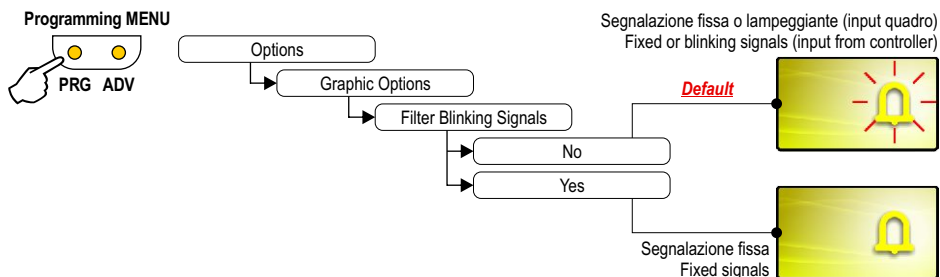 Programming MENU
PRG ADV
Options
Graphic Options
Filter Blinking Signals
No
Yes
Segnalazione fissa o lampeggiante (input quadro)
Fixed or blinking signals (input from controller)
Default
Segnalazione fissa
Fixed signals